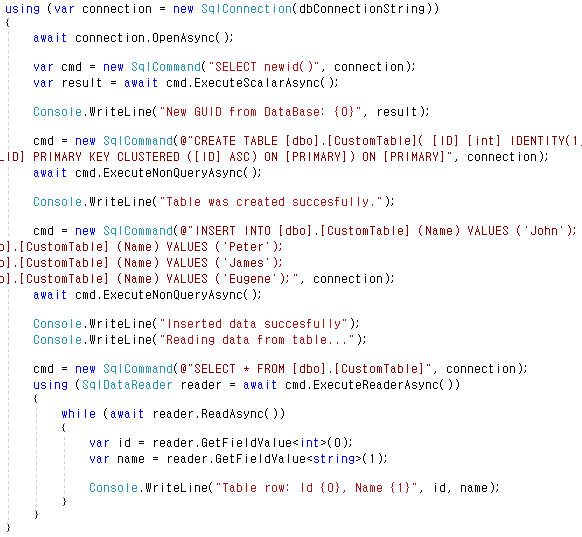 using (var connection = new SqlConnection(dbConnectionString))
{
await connection.OpenAsync();
var cmd = new SqlCommand("SELECT newid()", connection);
var result = await cmd.ExecuteScalarAsync();
Console.WriteLine("New GUID from DataBase: {0}", result);
cmd = new SqlCommand(@"CREATE TABLE [dbo].[CustomTable]( [ID] [int] IDENTITY(1,
LID] PRIMARY KEY CLUSTERED ([ID] ASC) ON [PRIMARY]) ON [PRIMARY]", connection);
await cmd.ExecuteNonQueryAsync();
Console.WriteLine("Table was created succesfully.");
cmd = new SqlCommand(@"INSERT INTO [dbo].[CustomTable] (Name) VALUES ('John');
o].[CustomTable] (Name) VALUES ('Peter');
o].[CustomTable] (Name) VALUES ('James');
o].[CustomTable] (Name) VALUES ('Eugene');", connection);
await cmd.ExecuteNonQueryAsync();
Console.WriteLine("Inserted data succesfully");
Console.WriteLine("Reading data from table...");
cmd = new SqlCommand(@"SELECT * FROM [dbo].[CustomTable]", connection);
using (SqlDataReader reader = await cmd.ExecuteReaderAsync())
{
while (await reader.ReadAsync())
{
var id = reader.GetFieldValue<int>(0);
var name = reader.GetFieldValue<string>(1);
Console.WriteLine("Table row: Id {0}, Name {1}", id, name);
}
}
}